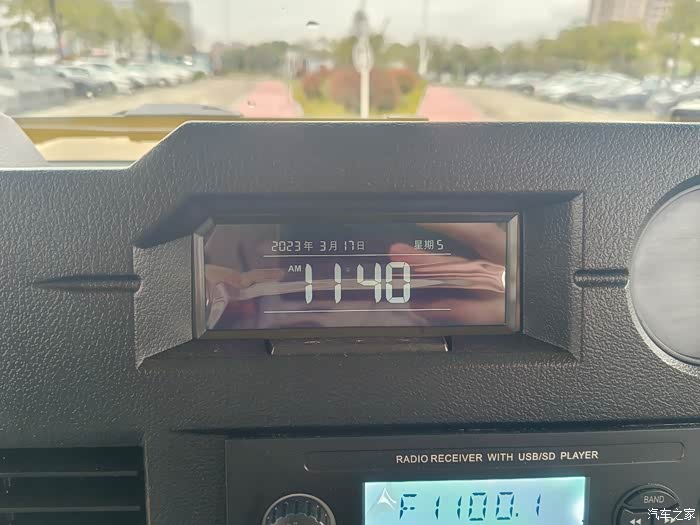 2023年 3月 17日 星期5
AM 11:40
RADIO RECEIVER WITH USB/SD PLAYER
F1100.1
BAND
汽车之家